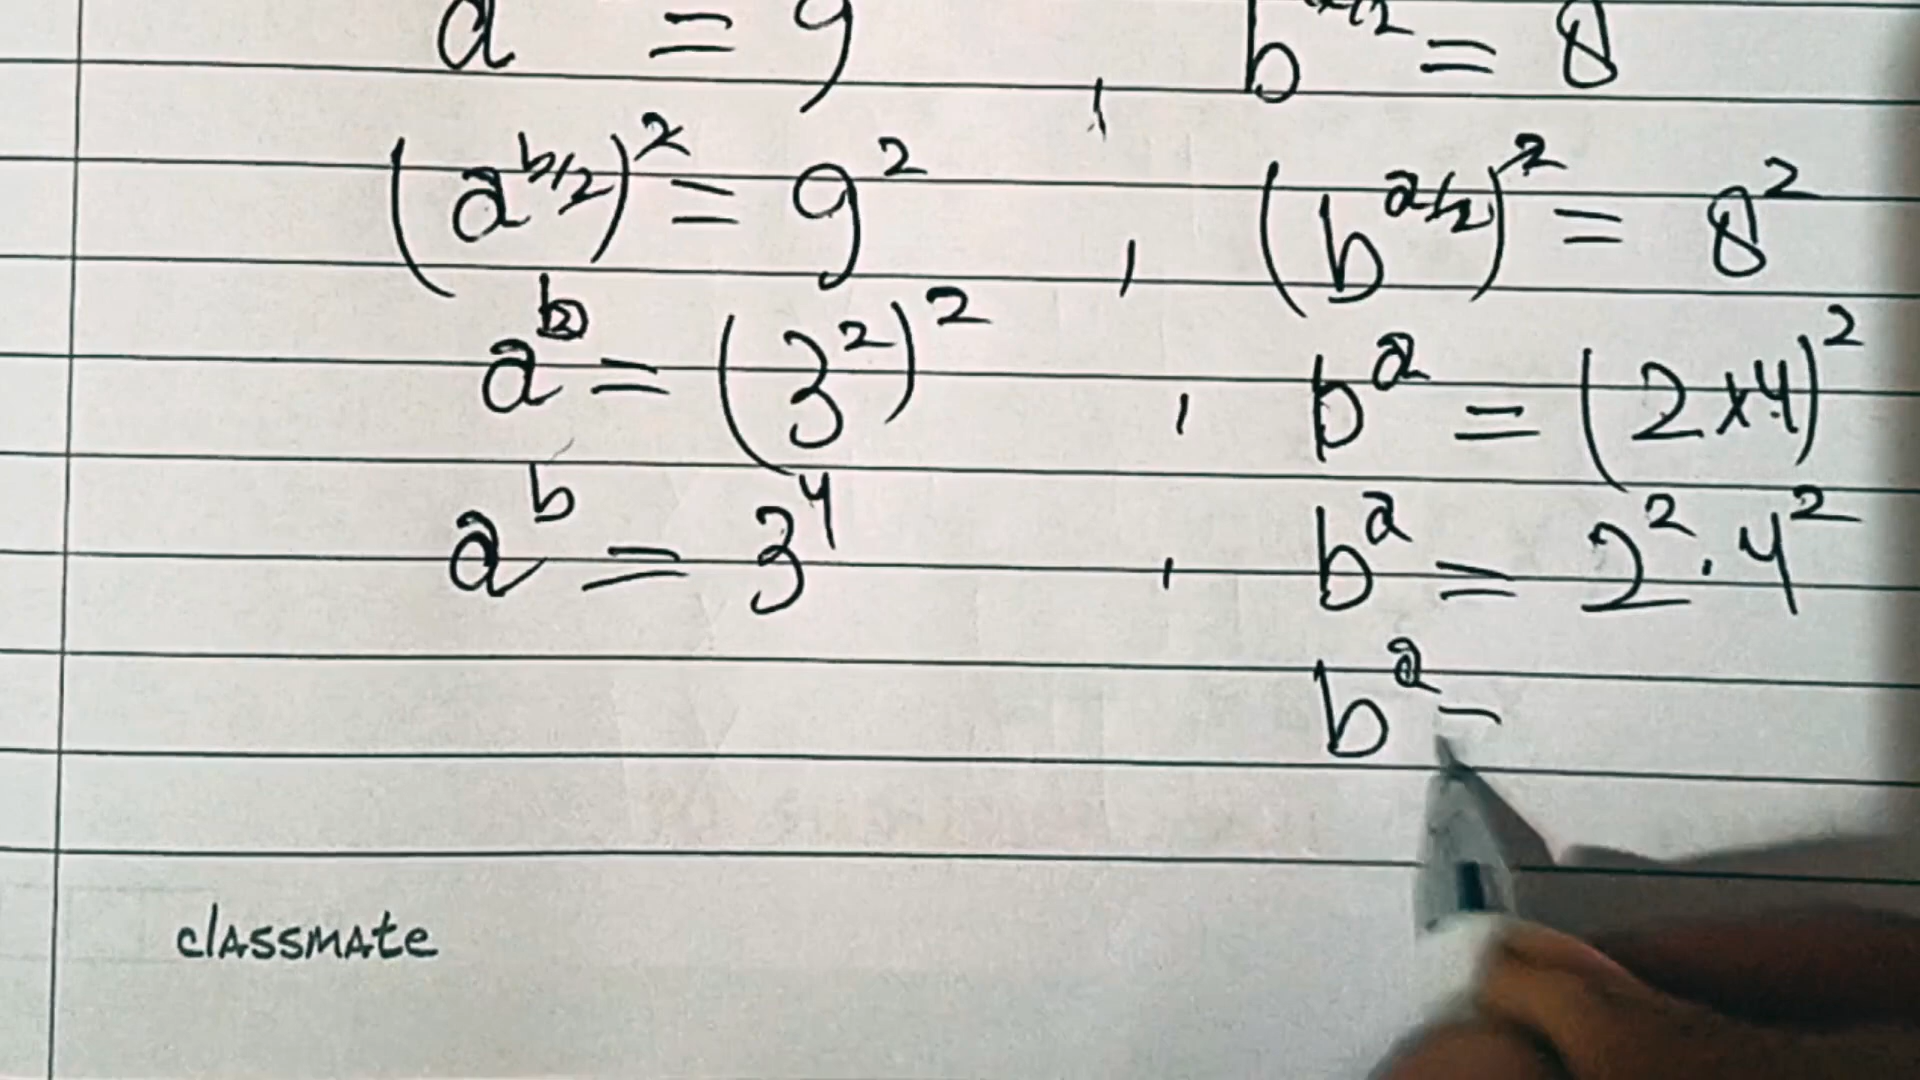 a = 9 , b^a/2 = 8
(a^b/2)^2 = 9^2 , (b^a/2)^2 = 8^2
a^b = (3^2)^2 , b^a = (2×4)^2
a^b = 3^4 , b^a = 2^2 · 4^2
b^a =
classmate